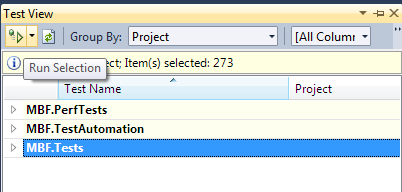 Test View
Group By: Project [All Column
Run Selection ect; Item(s) selected: 273
Test Name Project
MBF.PerfTests
MBF.TestAutomation
MBF.Tests